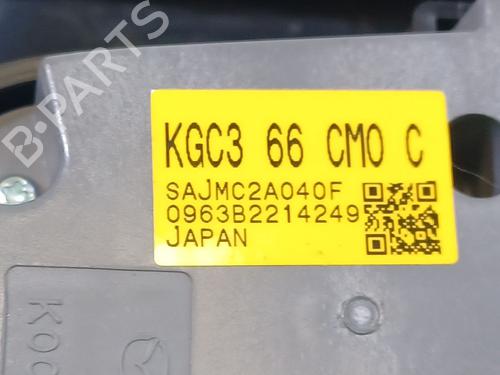 B-PARTS
KGC3 66 CM0 C
SAJMC2A040F
0963B2214249
JAPAN